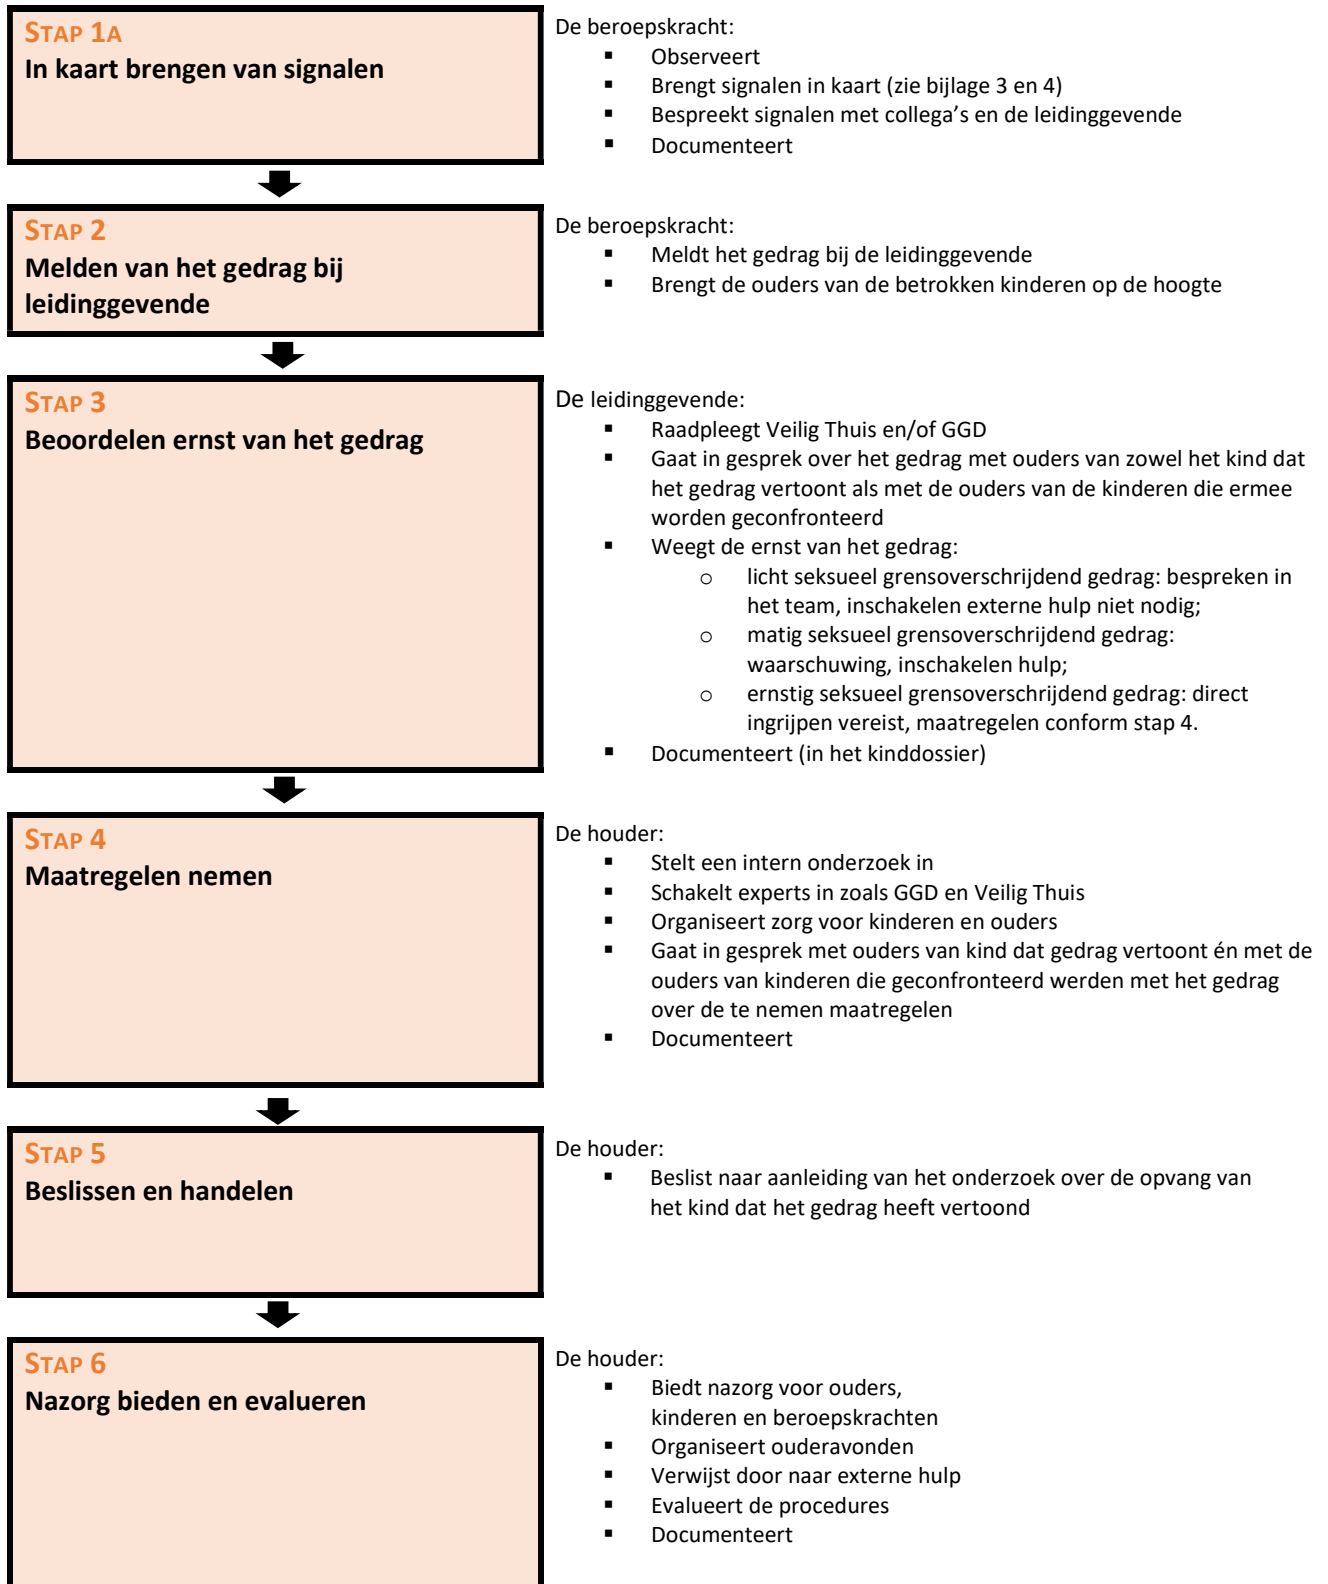 STAP 1A
In kaart brengen van signalen
De beroepskracht:
▪ Observeert
▪ Brengt signalen in kaart (zie bijlage 3 en 4)
▪ Bespreekt signalen met collega's en de leidinggevende
▪ Documenteert
STAP 2
Melden van het gedrag bij
leidinggevende
De beroepskracht:
▪ Meldt het gedrag bij de leidinggevende
▪ Brengt de ouders van de betrokken kinderen op de hoogte
STAP 3
Beoordelen ernst van het gedrag
De leidinggevende:
▪ Raadpleegt Veilig Thuis en/of GGD
▪ Gaat in gesprek over het gedrag met ouders van zowel het kind dat
het gedrag vertoont als met de ouders van de kinderen die ermee
worden geconfronteerd
▪ Weegt de ernst van het gedrag:
o licht seksueel grensoverschrijdend gedrag: bespreken in
het team, inschakelen externe hulp niet nodig;
o matig seksueel grensoverschrijdend gedrag:
waarschuwing, inschakelen hulp;
o ernstig seksueel grensoverschrijdend gedrag: direct
ingrijpen vereist, maatregelen conform stap 4.
▪ Documenteert (in het kinddossier)
STAP 4
Maatregelen nemen
De houder:
▪ Stelt een intern onderzoek in
▪ Schakelt experts in zoals GGD en Veilig Thuis
▪ Organiseert zorg voor kinderen en ouders
▪ Gaat in gesprek met ouders van kind dat gedrag vertoont én met de
ouders van kinderen die geconfronteerd werden met het gedrag
over de te nemen maatregelen
▪ Documenteert
STAP 5
Beslissen en handelen
De houder:
▪ Beslist naar aanleiding van het onderzoek over de opvang van
het kind dat het gedrag heeft vertoond
STAP 6
Nazorg bieden en evalueren
De houder:
▪ Biedt nazorg voor ouders,
kinderen en beroepskrachten
▪ Organiseert ouderavonden
▪ Verwijst door naar externe hulp
▪ Evalueert de procedures
▪ Documenteert